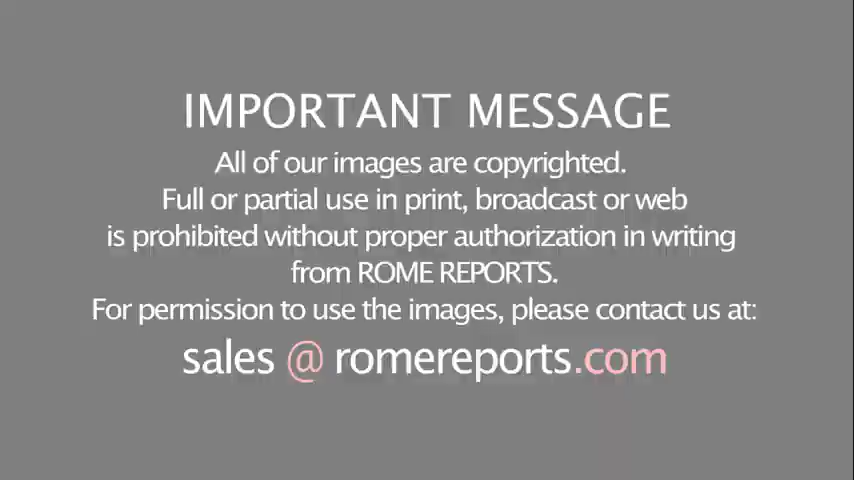 IMPORTANT MESSAGE
All of our images are copyrighted.
Full or partial use in print, broadcast or web
is prohibited without proper authorization in writing
from ROME REPORTS.
For permission to use the images, please contact us at:
sales @ romereports.com